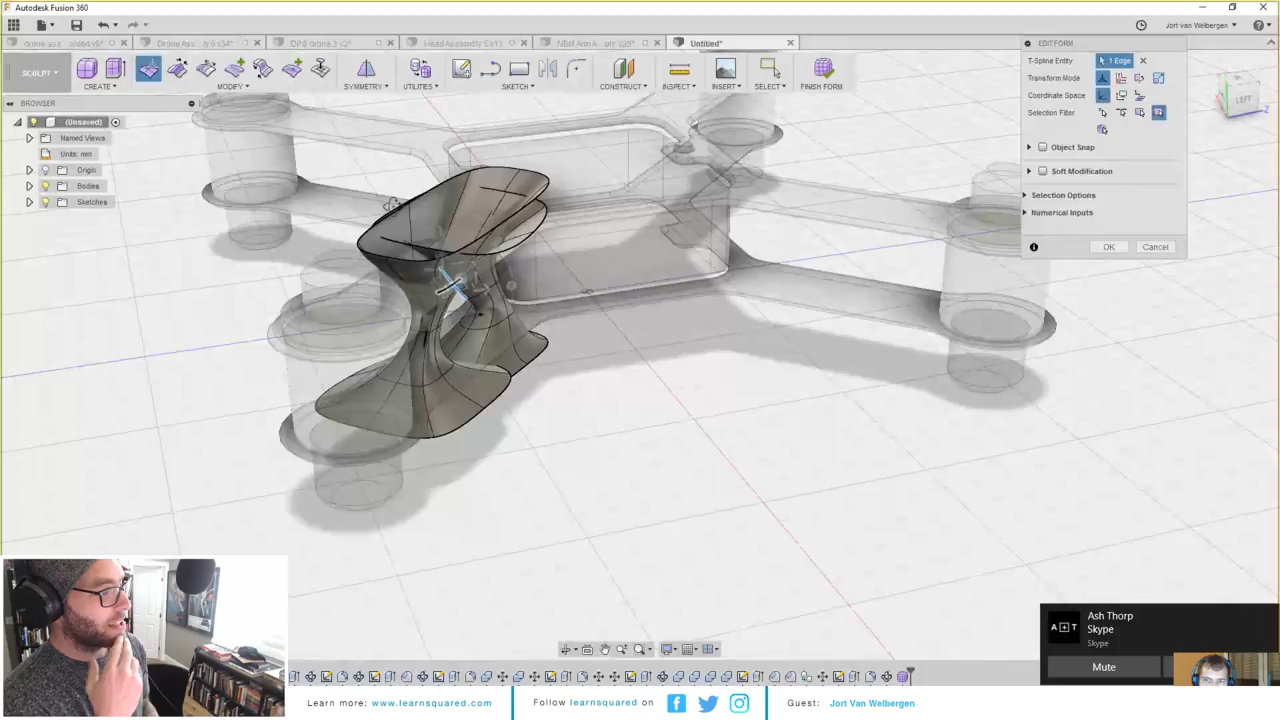 Autodesk Fusion 360
Jort van Welbergen
Untitled*
SCULPT
CREATE
MODIFY
SYMMETRY
UTILITIES
SKETCH
CONSTRUCT
INSPECT
INSERT
SELECT
FINISH FORM
BROWSER
(Unsaved)
Named Views
Units: mm
Origin
Bodies
Sketches
LEFT
Z
EDIT FORM
T-Spline Entity
1 Edge
Transform Mode
Coordinate Space
Selection Filter
Object Snap
Soft Modification
Selection Options
Numerical Inputs
OK
Cancel
A + T
Ash Thorp
Skype
Skype
Mute
Learn more: www.learnsquared.com
Follow learnsquared on
Guest: Jort Van Welbergen